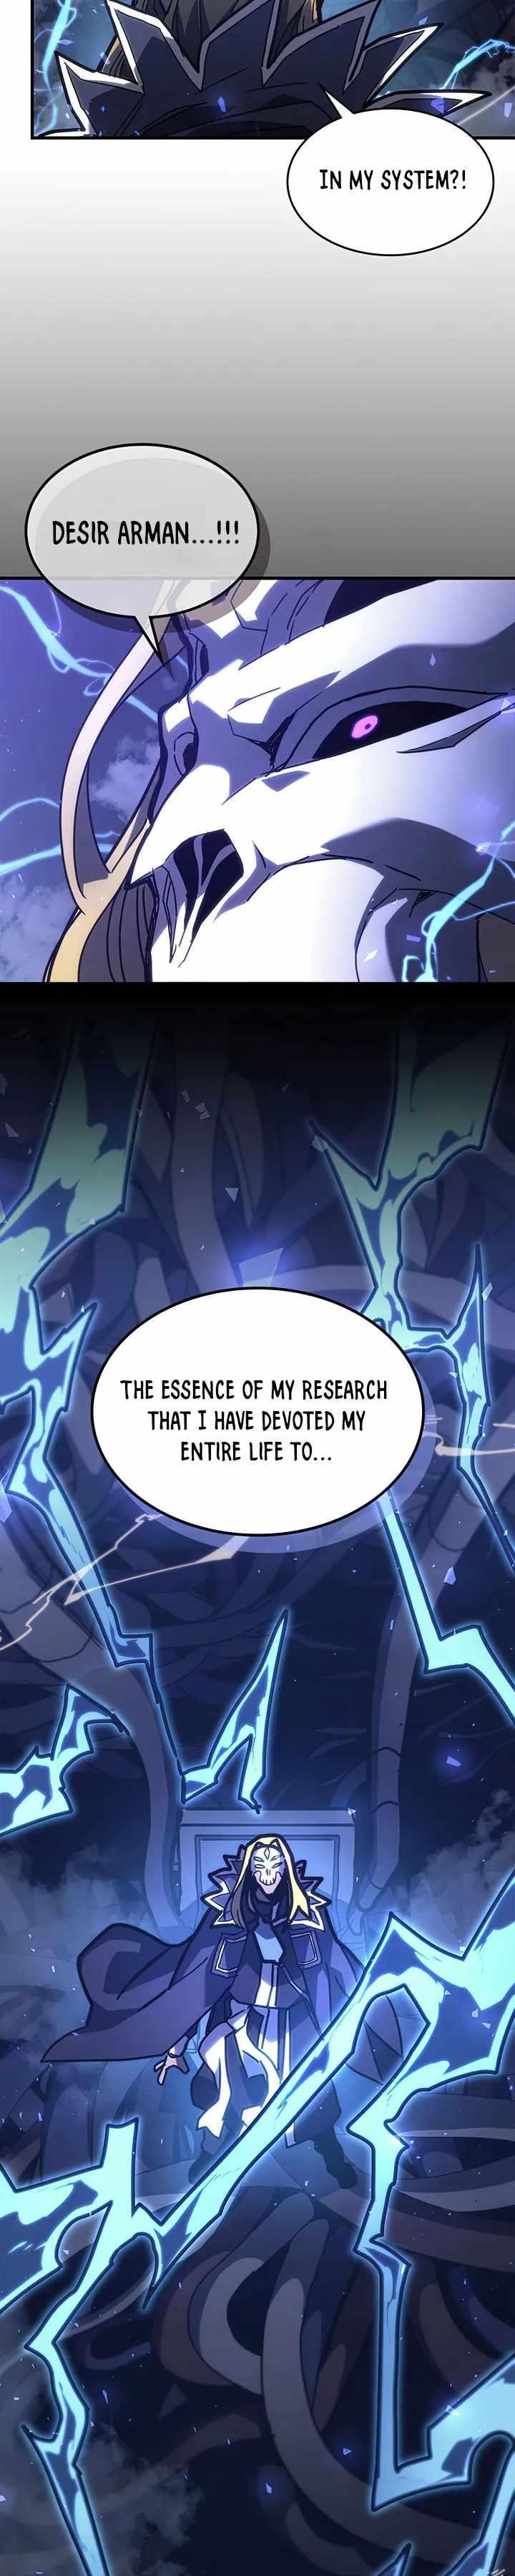 IN MY SYSTEM?!
DESIR ARMAN...!!!
THE ESSENCE OF MY RESEARCH
THAT I HAVE DEVOTED MY
ENTIRE LIFE TO...